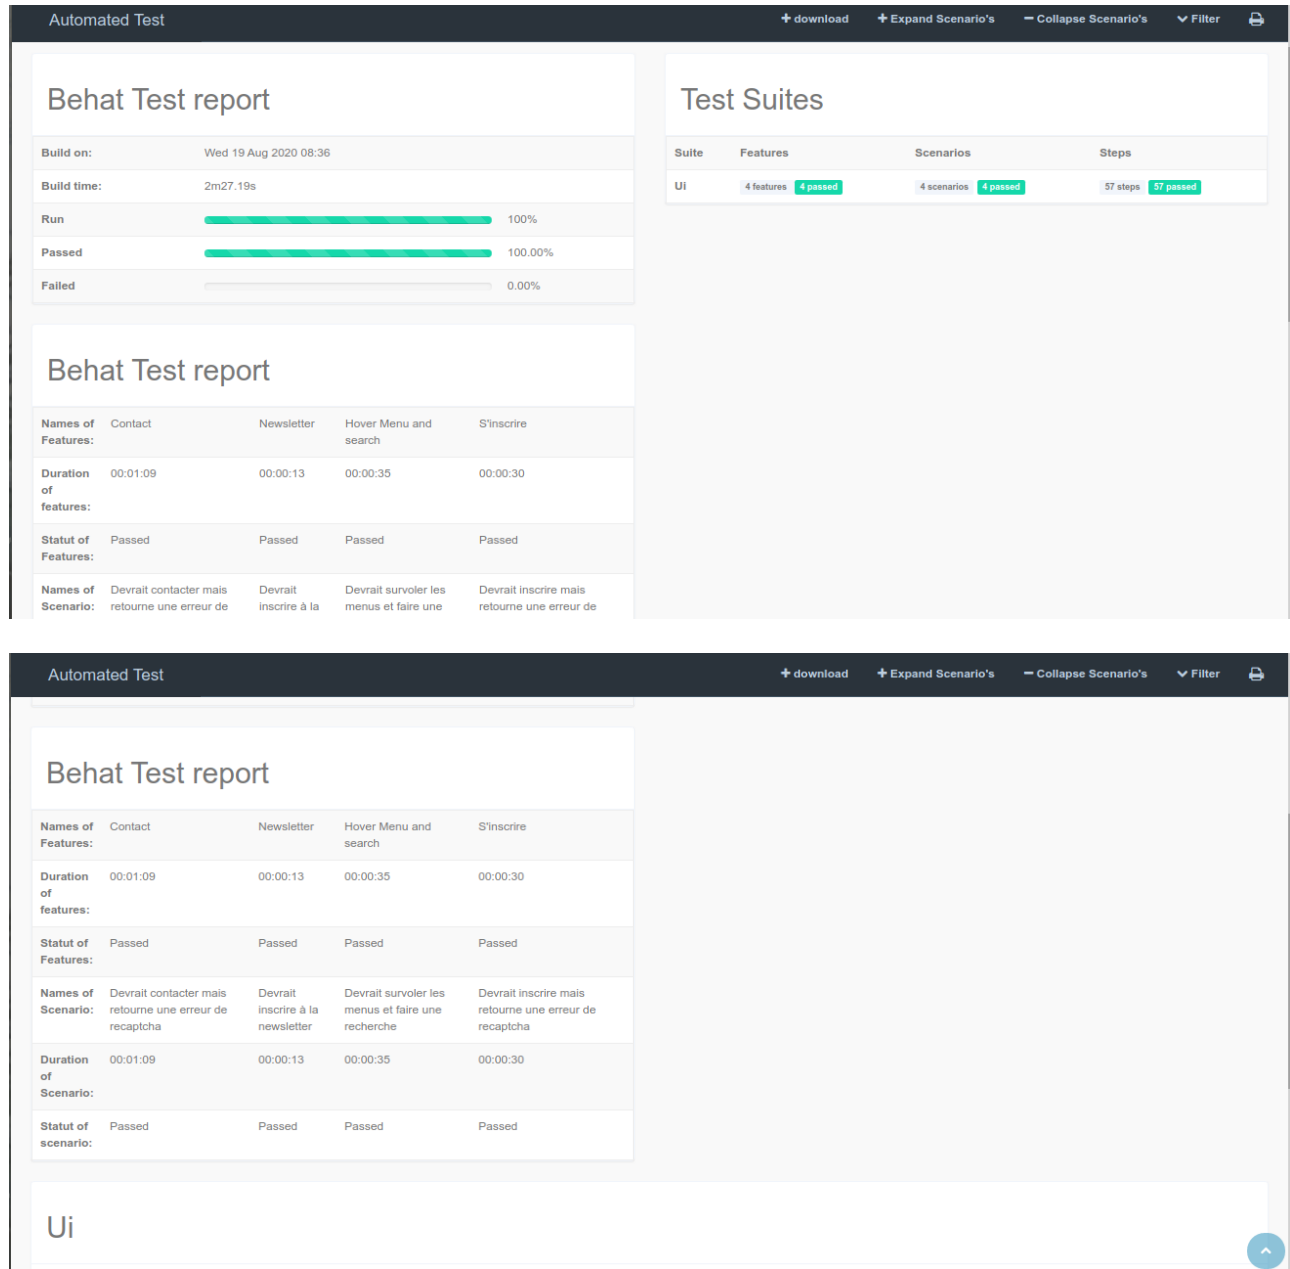 Automated Test
download
Expand Scenario's
Collapse Scenario's
Filter
Behat Test report
Build on: Wed 19 Aug 2020 08:36
Build time: 2m27.19s
Run 100%
Passed 100.00%
Failed 0.00%
Test Suites
Suite Features Scenarios Steps
Ui 4 features 4 passed 4 scenarios 4 passed 57 steps 57 passed
Behat Test report
Names of Contact Newsletter Hover Menu and S'inscrire
Features: search
Duration 00:01:09 00:00:13 00:00:35 00:00:30
of
features:
Statut of Passed Passed Passed Passed
Features:
Names of Devrait contacter mais Devrait Devrait survoler les Devrait inscrire mais
Scenario: retourne une erreur de inscrire à la menus et faire une retourne une erreur de
Automated Test
download
Expand Scenario's
Collapse Scenario's
Filter
Behat Test report
Names of Contact Newsletter Hover Menu and S'inscrire
Features: search
Duration 00:01:09 00:00:13 00:00:35 00:00:30
of
features:
Statut of Passed Passed Passed Passed
Features:
Names of Devrait contacter mais Devrait Devrait survoler les Devrait inscrire mais
Scenario: retourne une erreur de inscrire à la menus et faire une retourne une erreur de
recaptcha newsletter recherche recaptcha
Duration 00:01:09 00:00:13 00:00:35 00:00:30
of
Scenario:
Statut of Passed Passed Passed Passed
scenario:
Ui